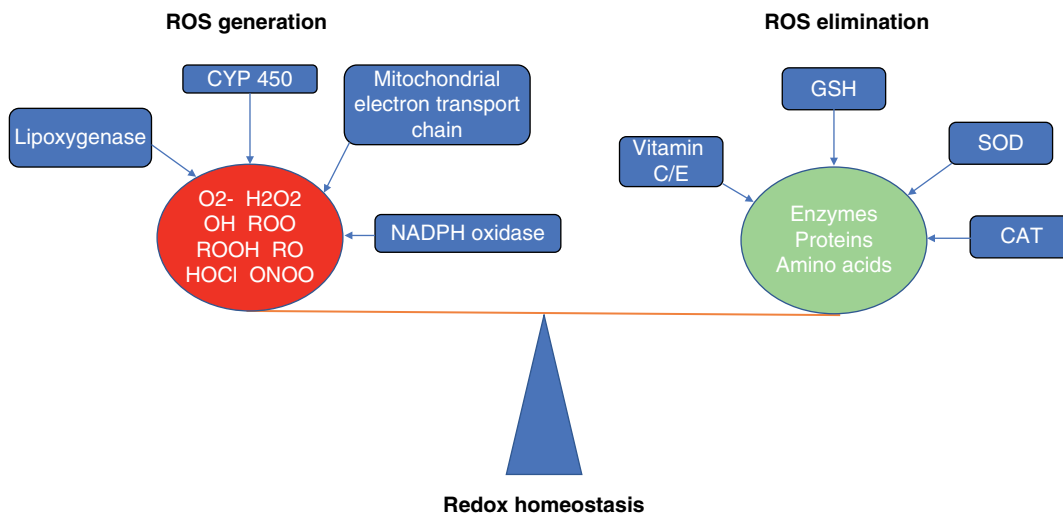 ROS generation
CYP 450
Mitochondrial
electron transport
chain
Lipoxygenase
O2- H2O2
OH ROO
ROOH RO
HOCl ONOO
NADPH oxidase
ROS elimination
GSH
Vitamin
C/E
SOD
Enzymes
Proteins
Amino acids
CAT
Redox homeostasis